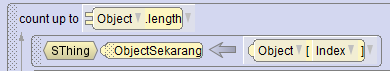 count up to Object .length
SThing ObjectSekarang Object [ Index ]